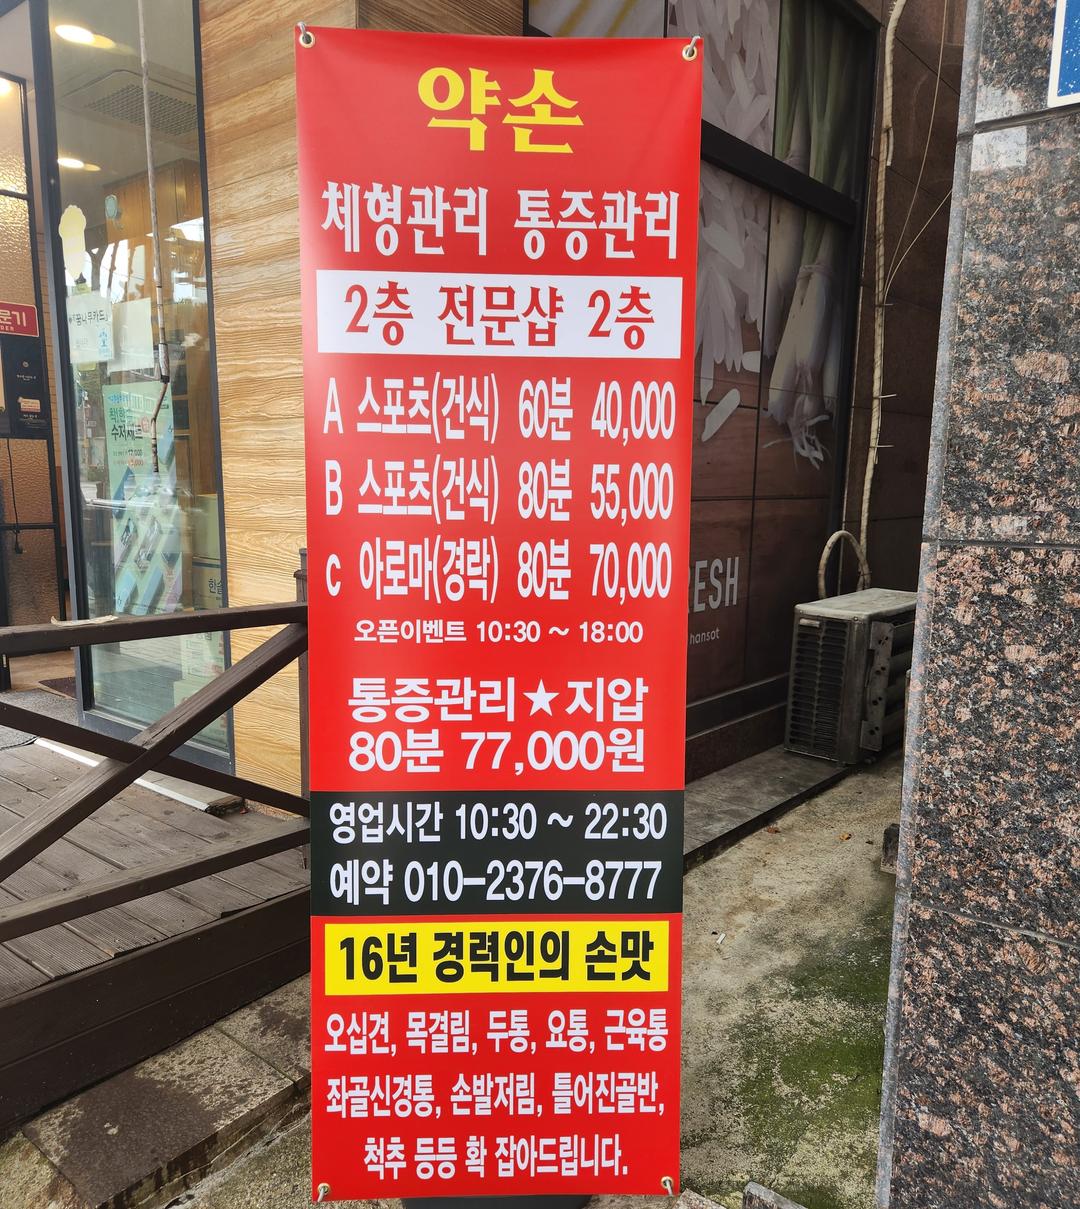 약손
체형관리 통증관리
2층 전문샵 2층
A 스포츠(건식) 60분 40,000
B 스포츠(건식) 80분 55,000
c 아로마(경락) 80분 70,000
오픈이벤트 10:30 ~ 18:00
통증관리★지압
80분 77,000원
영업시간 10:30 ~ 22:30
예약 010-2376-8777
16년 경력인의 손맛
오십견, 목결림, 두통, 요통, 근육통
좌골신경통, 손발저림, 틀어진골반,
척추 등등 확 잡아드립니다.
RESH
hansot